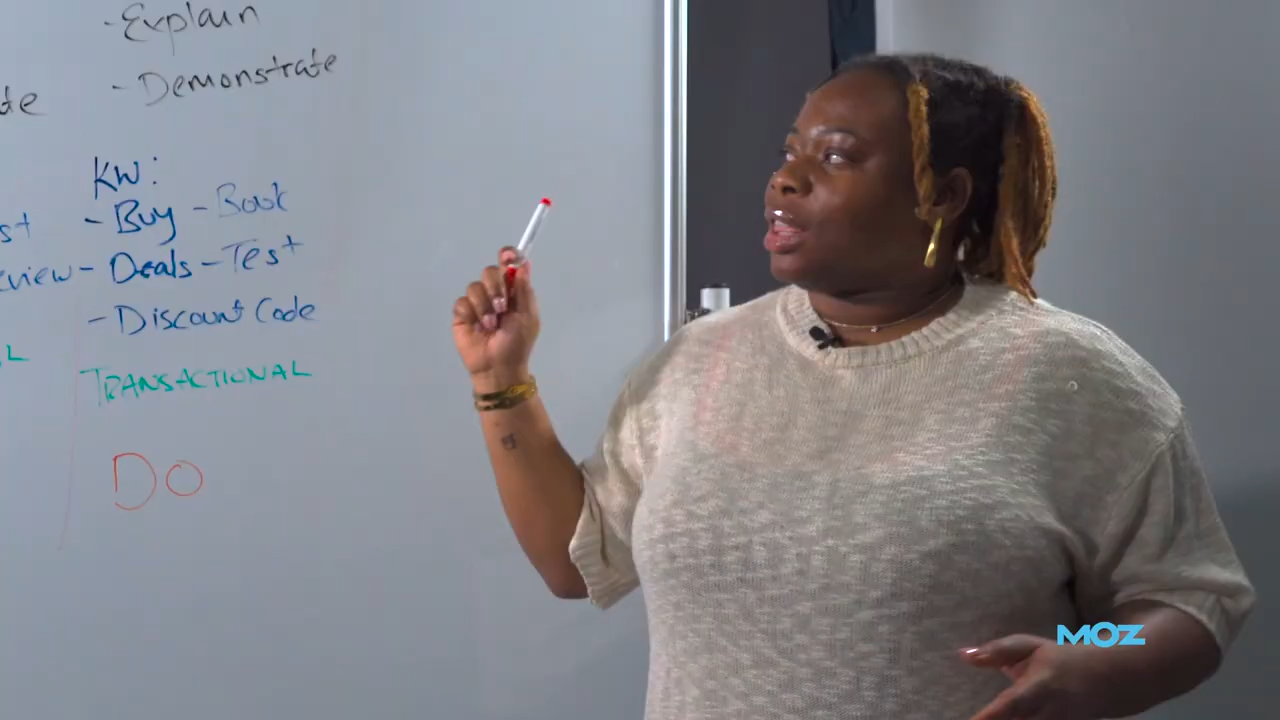 - Explain
- Demonstrate
KW:
- Buy - Book
- Deals - Test
- Discount Code
TRANSACTIONAL
DO
MOZ